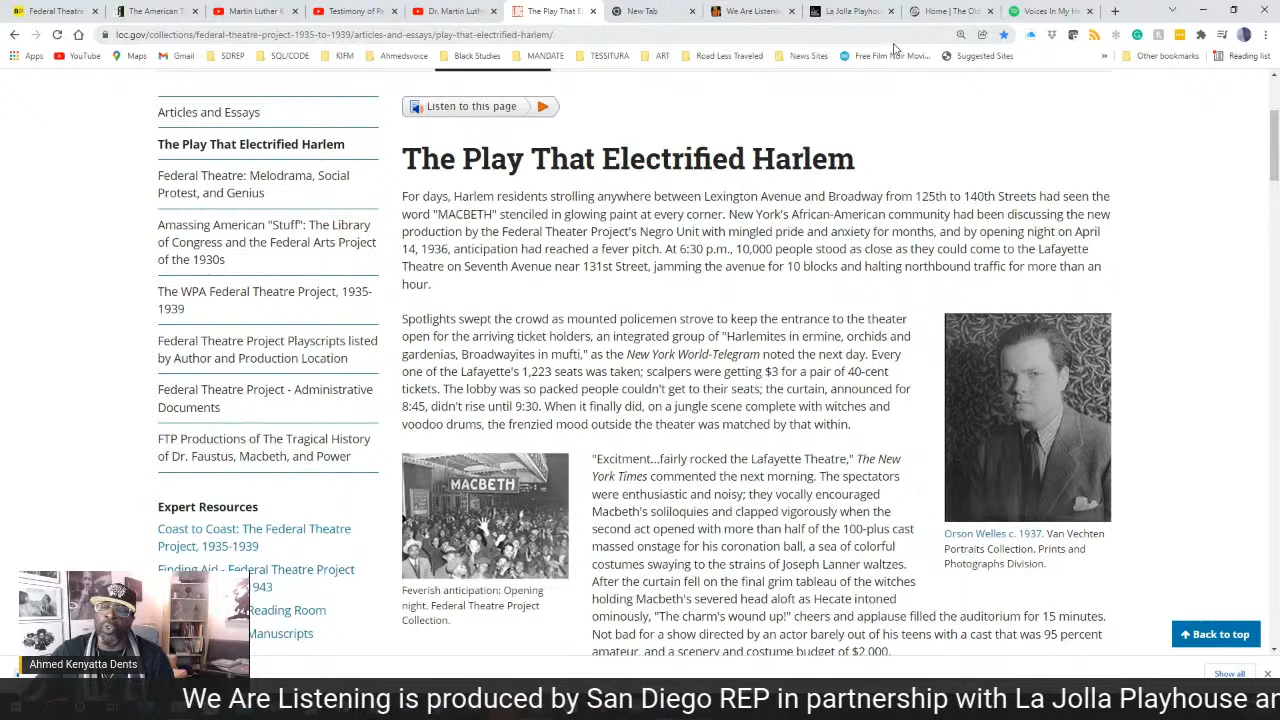 Federal Theatre
The American T
Martin Luther K
Testimony of Pa
Dr. Martin Luthe
The Play That El
New Tab
We Are Listening
La Jolla Playhous
Home | The Old
Voices In My He
loc.gov/collections/federal-theatre-project-1935-to-1939/articles-and-essays/play-that-electrified-harlem/
Apps YouTube Maps Gmail SDREP SQL/CODE KIFM Ahmedsvoice Black Studies MANDATE TESSITURA ART Road Less Traveled News Sites Free Film Noir Movi... Suggested Sites » Other bookmarks Reading list
Articles and Essays
The Play That Electrified Harlem
Federal Theatre: Melodrama, Social
Protest, and Genius
Amassing American "Stuff": The Library
of Congress and the Federal Arts Project
of the 1930s
The WPA Federal Theatre Project, 1935-
1939
Federal Theatre Project Playscripts listed
by Author and Production Location
Federal Theatre Project - Administrative
Documents
FTP Productions of The Tragical History
of Dr. Faustus, Macbeth, and Power
Expert Resources
Coast to Coast: The Federal Theatre
Project, 1935-1939
Finding Aid - Federal Theatre Project
943
Reading Room
Manuscripts
Listen to this page
The Play That Electrified Harlem
For days, Harlem residents strolling anywhere between Lexington Avenue and Broadway from 125th to 140th Streets had seen the
word "MACBETH" stenciled in glowing paint at every corner. New York's African-American community had been discussing the new
production by the Federal Theater Project's Negro Unit with mingled pride and anxiety for months, and by opening night on April
14, 1936, anticipation had reached a fever pitch. At 6:30 p.m., 10,000 people stood as close as they could come to the Lafayette
Theatre on Seventh Avenue near 131st Street, jamming the avenue for 10 blocks and halting northbound traffic for more than an
hour.
Spotlights swept the crowd as mounted policemen strove to keep the entrance to the theater
open for the arriving ticket holders, an integrated group of "Harlemites in ermine, orchids and
gardenias, Broadwayites in mufti," as the New York World-Telegram noted the next day. Every
one of the Lafayette's 1,223 seats was taken; scalpers were getting $3 for a pair of 40-cent
tickets. The lobby was so packed people couldn't get to their seats; the curtain, announced for
8:45, didn't rise until 9:30. When it finally did, on a jungle scene complete with witches and
voodoo drums, the frenzied mood outside the theater was matched by that within.
MACBETH
Feverish anticipation: Opening
night. Federal Theatre Project
Collection.
"Excitment...fairly rocked the Lafayette Theatre," The New
York Times commented the next morning. The spectators
were enthusiastic and noisy; they vocally encouraged
Macbeth's soliloquies and clapped vigorously when the
second act opened with more than half of the 100-plus cast
massed onstage for his coronation ball, a sea of colorful
costumes swaying to the strains of Joseph Lanner waltzes.
After the curtain fell on the final grim tableau of the witches
holding Macbeth's severed head aloft as Hecate intoned
ominously, "The charm's wound up!" cheers and applause filled the auditorium for 15 minutes.
Not bad for a show directed by an actor barely out of his teens with a cast that was 95 percent
amateur, and a scenery and costume budget of $2,000.
Orson Welles c. 1937. Van Vechten
Portraits Collection. Prints and
Photographs Division.
Back to top
Show all
Ahmed Kenyatta Dents
We Are Listening is produced by San Diego REP in partnership with La Jolla Playhouse an